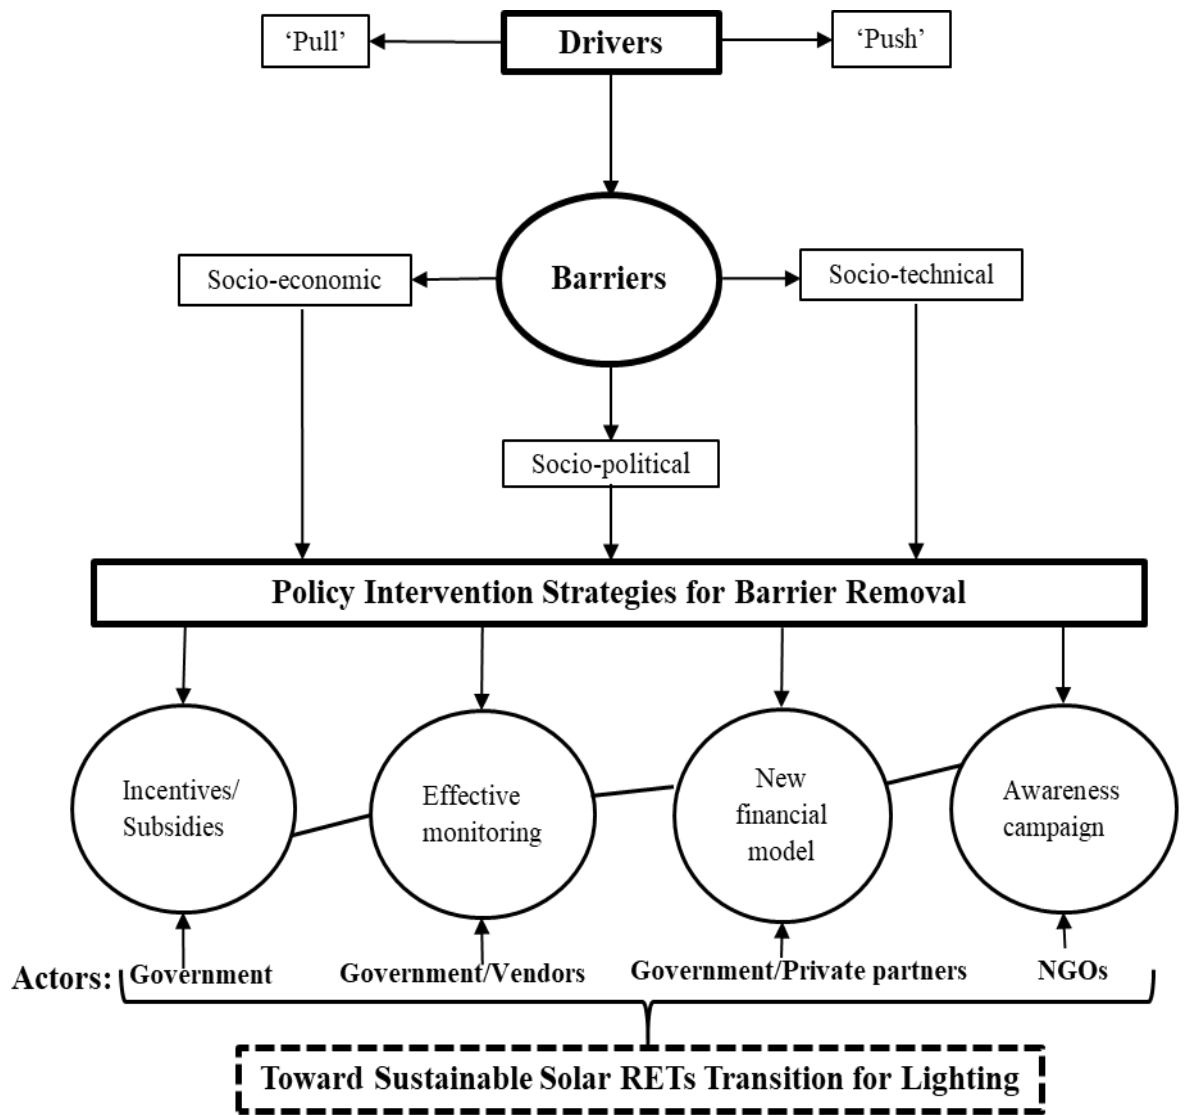 ‘Pull’
Drivers
‘Push’
Socio-economic
Barriers
Socio-technical
Socio-political
Policy Intervention Strategies for Barrier Removal
Incentives/
Subsidies
Effective
monitoring
New
financial
model
Awareness
campaign
Actors:
Government
Government/Vendors
Government/Private partners
NGOs
Toward Sustainable Solar RETs Transition for Lighting